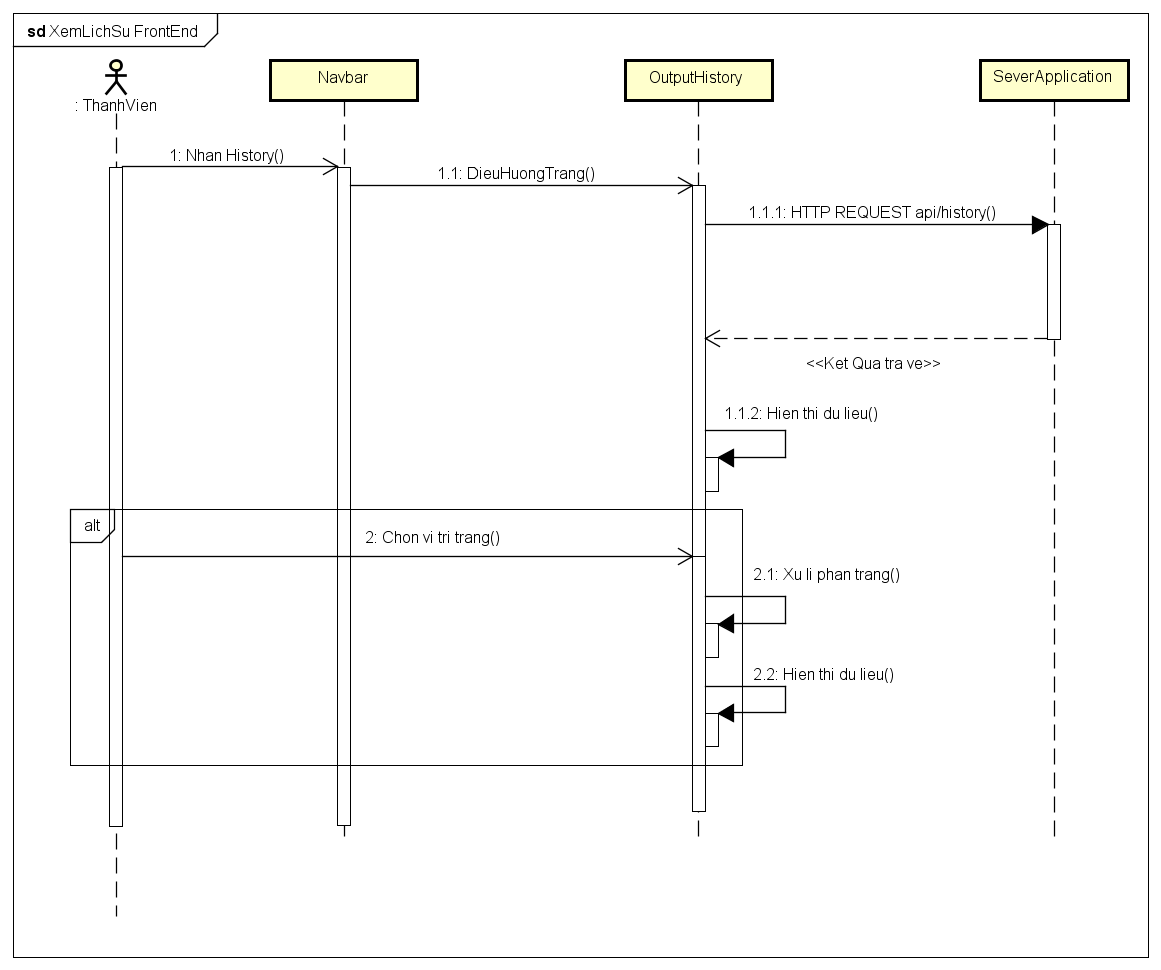 sd XemLichSu FrontEnd
: ThanhVien
Navbar
OutputHistory
SeverApplication
1: Nhan History()
1.1: DieuHuongTrang()
1.1.1: HTTP REQUEST api/history()
<<Ket Qua tra ve>>
1.1.2: Hien thi du lieu()
alt
2: Chon vi tri trang()
2.1: Xu li phan trang()
2.2: Hien thi du lieu()